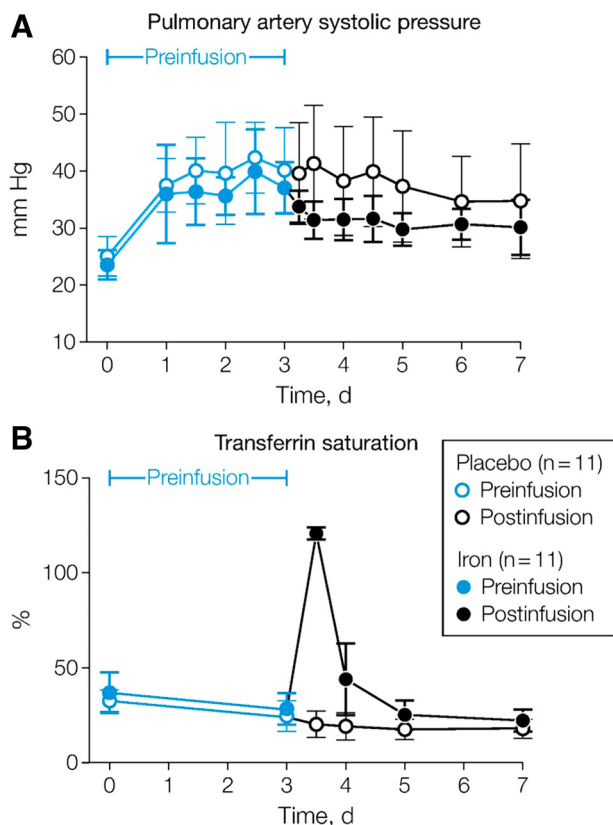 A
Pulmonary artery systolic pressure
Preinfusion
mm Hg
60
50
40
30
20
10
0 1 2 3 4 5 6 7
Time, d
B
Transferrin saturation
Preinfusion
%
150
100
50
0
0 1 2 3 4 5 6 7
Time, d
Placebo (n = 11)
Preinfusion
Postinfusion
Iron (n = 11)
Preinfusion
Postinfusion